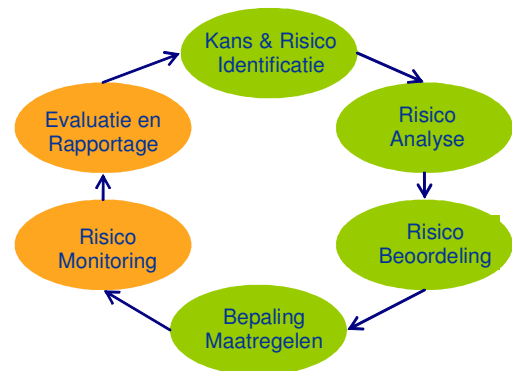 Kans & Risico
Identificatie
Risico
Analyse
Risico
Beoordeling
Bepaling
Maatregelen
Risico
Monitoring
Evaluatie en
Rapportage